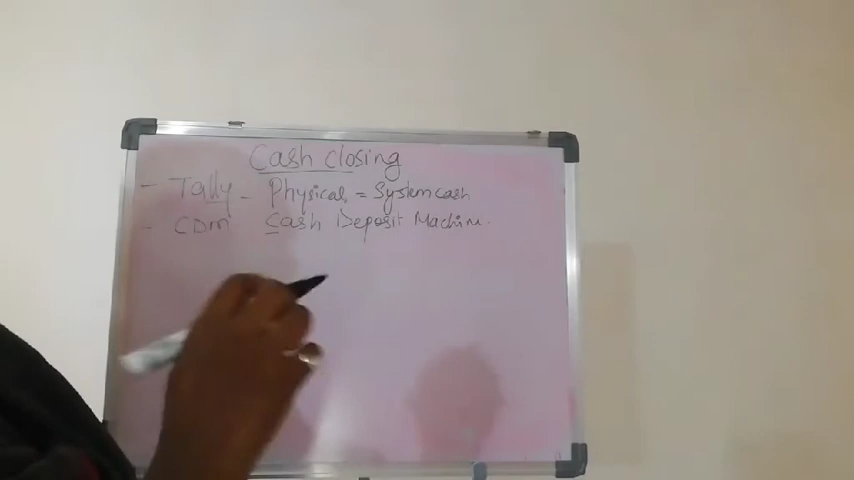 Cash closing
- Tally - Physical = System cash
- CDM Cash Deposit Machine.